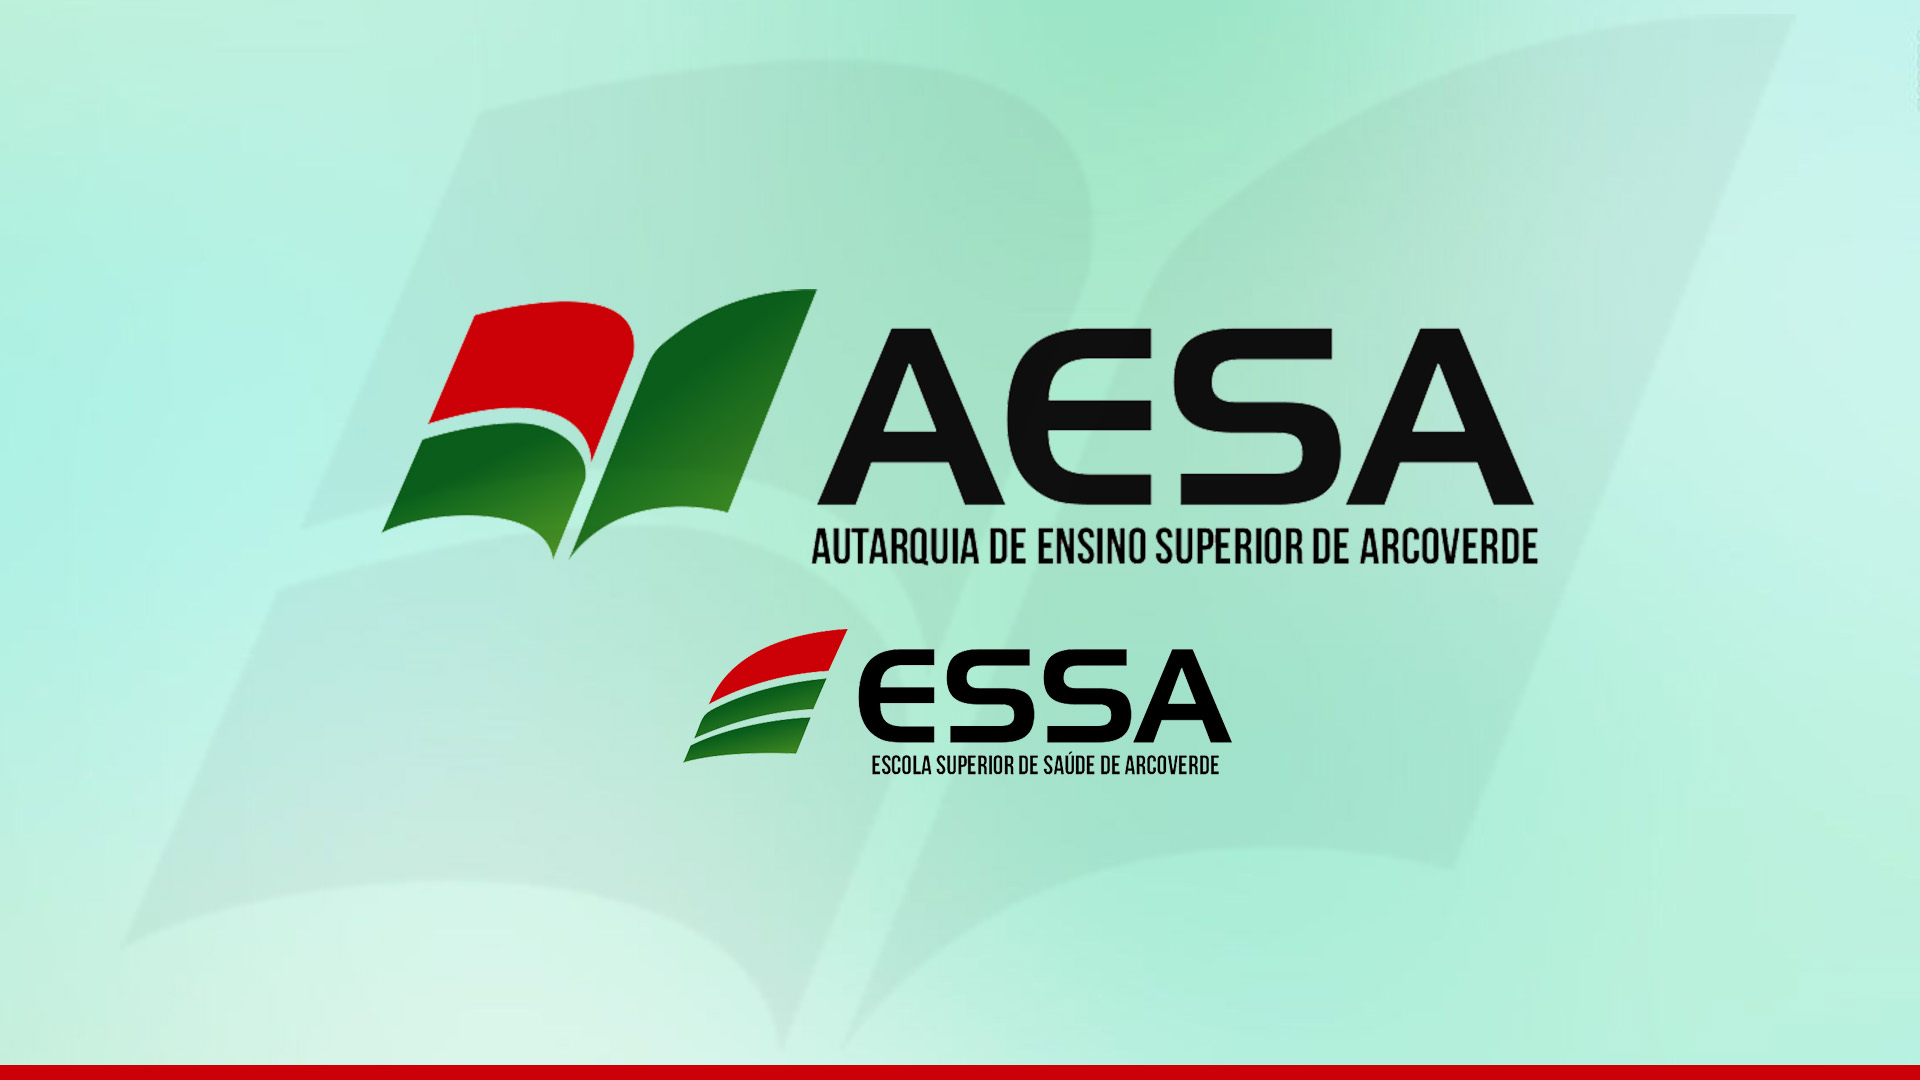 AESA
AUTARQUIA DE ENSINO SUPERIOR DE ARCOVERDE
ESSA
ESCOLA SUPERIOR DE SAÚDE DE ARCOVERDE